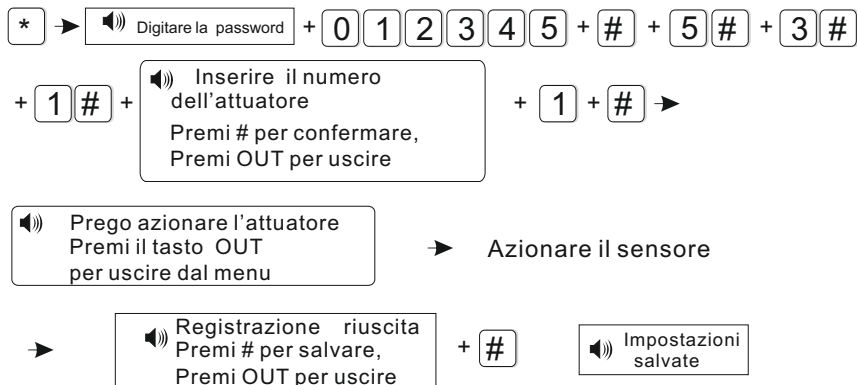 * Digitare la password + 0 1 2 3 4 5 + # + 5 # + 3 #
+ 1 # + Inserire il numero
dell'attuatore
Premi # per confermare,
Premi OUT per uscire
+ 1 + #
Prego azionare l'attuatore
Premi il tasto OUT
per uscire dal menu
Azionare il sensore
Registrazione riuscita
Premi # per salvare,
Premi OUT per uscire
+ #
Impostazioni
salvate